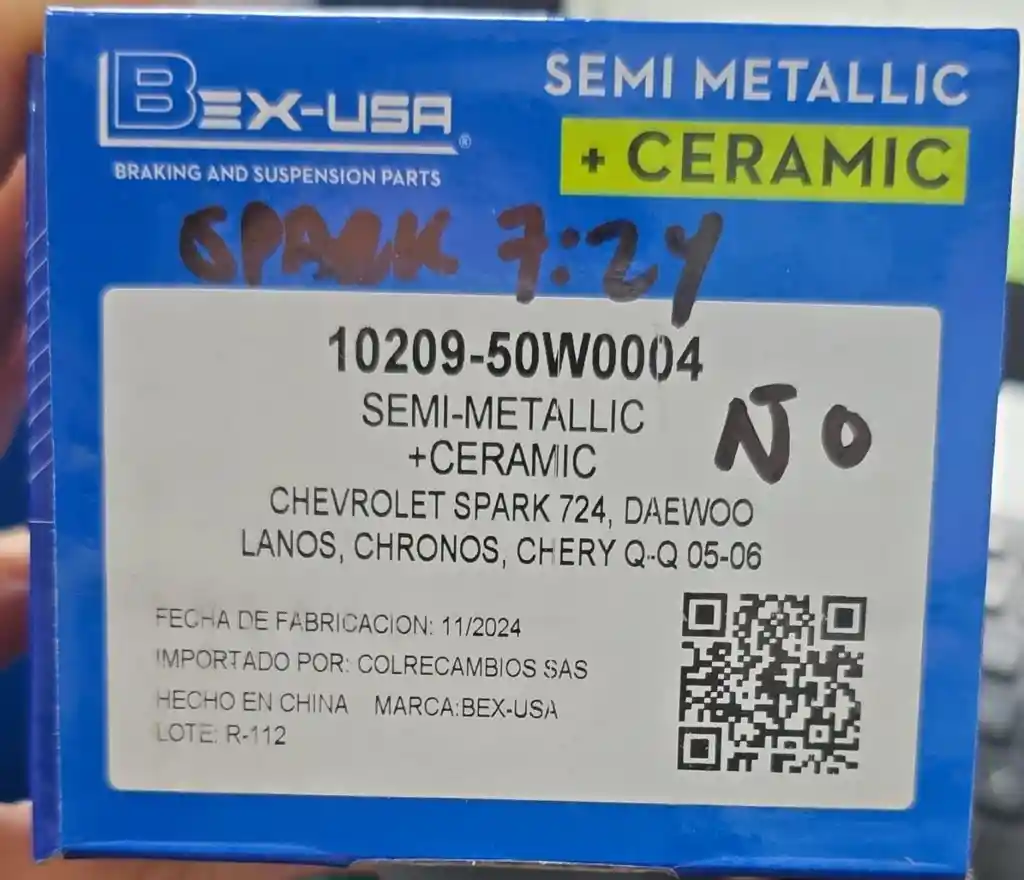 BEX-USA®
BRAKING AND SUSPENSION PARTS
SEMI METALLIC
+ CERAMIC
SPARK 7:24
10209-50W0004
SEMI-METALLIC
+CERAMIC
NO
CHEVROLET SPARK 724, DAEWOO
LANOS, CHRONOS, CHERY Q-Q 05-06
FECHA DE FABRICACION: 11/2024
IMPORTADO POR: COLRECAMBIOS SAS
HECHO EN CHINA MARCA:BEX-USA
LOTE: R-112